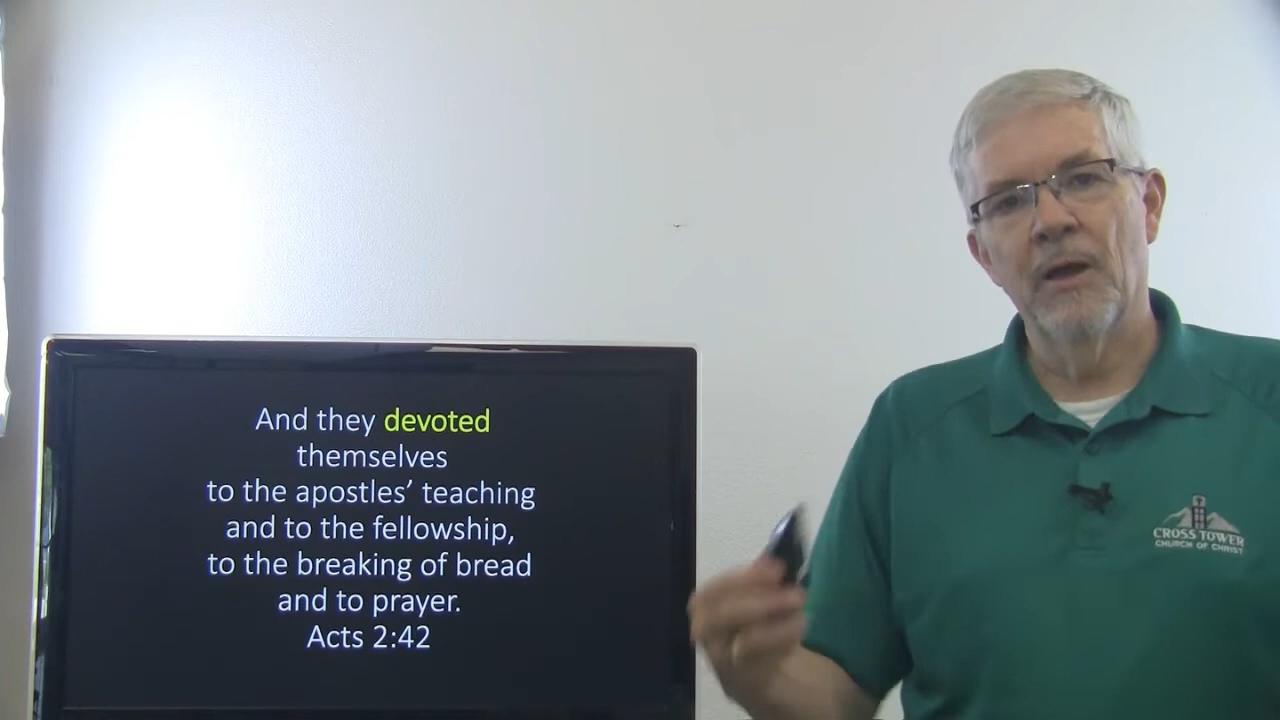 And they devoted
themselves
to the apostles’ teaching
and to the fellowship,
to the breaking of bread
and to prayer.
Acts 2:42
CROSS TOWER
CHURCH OF CHRIST